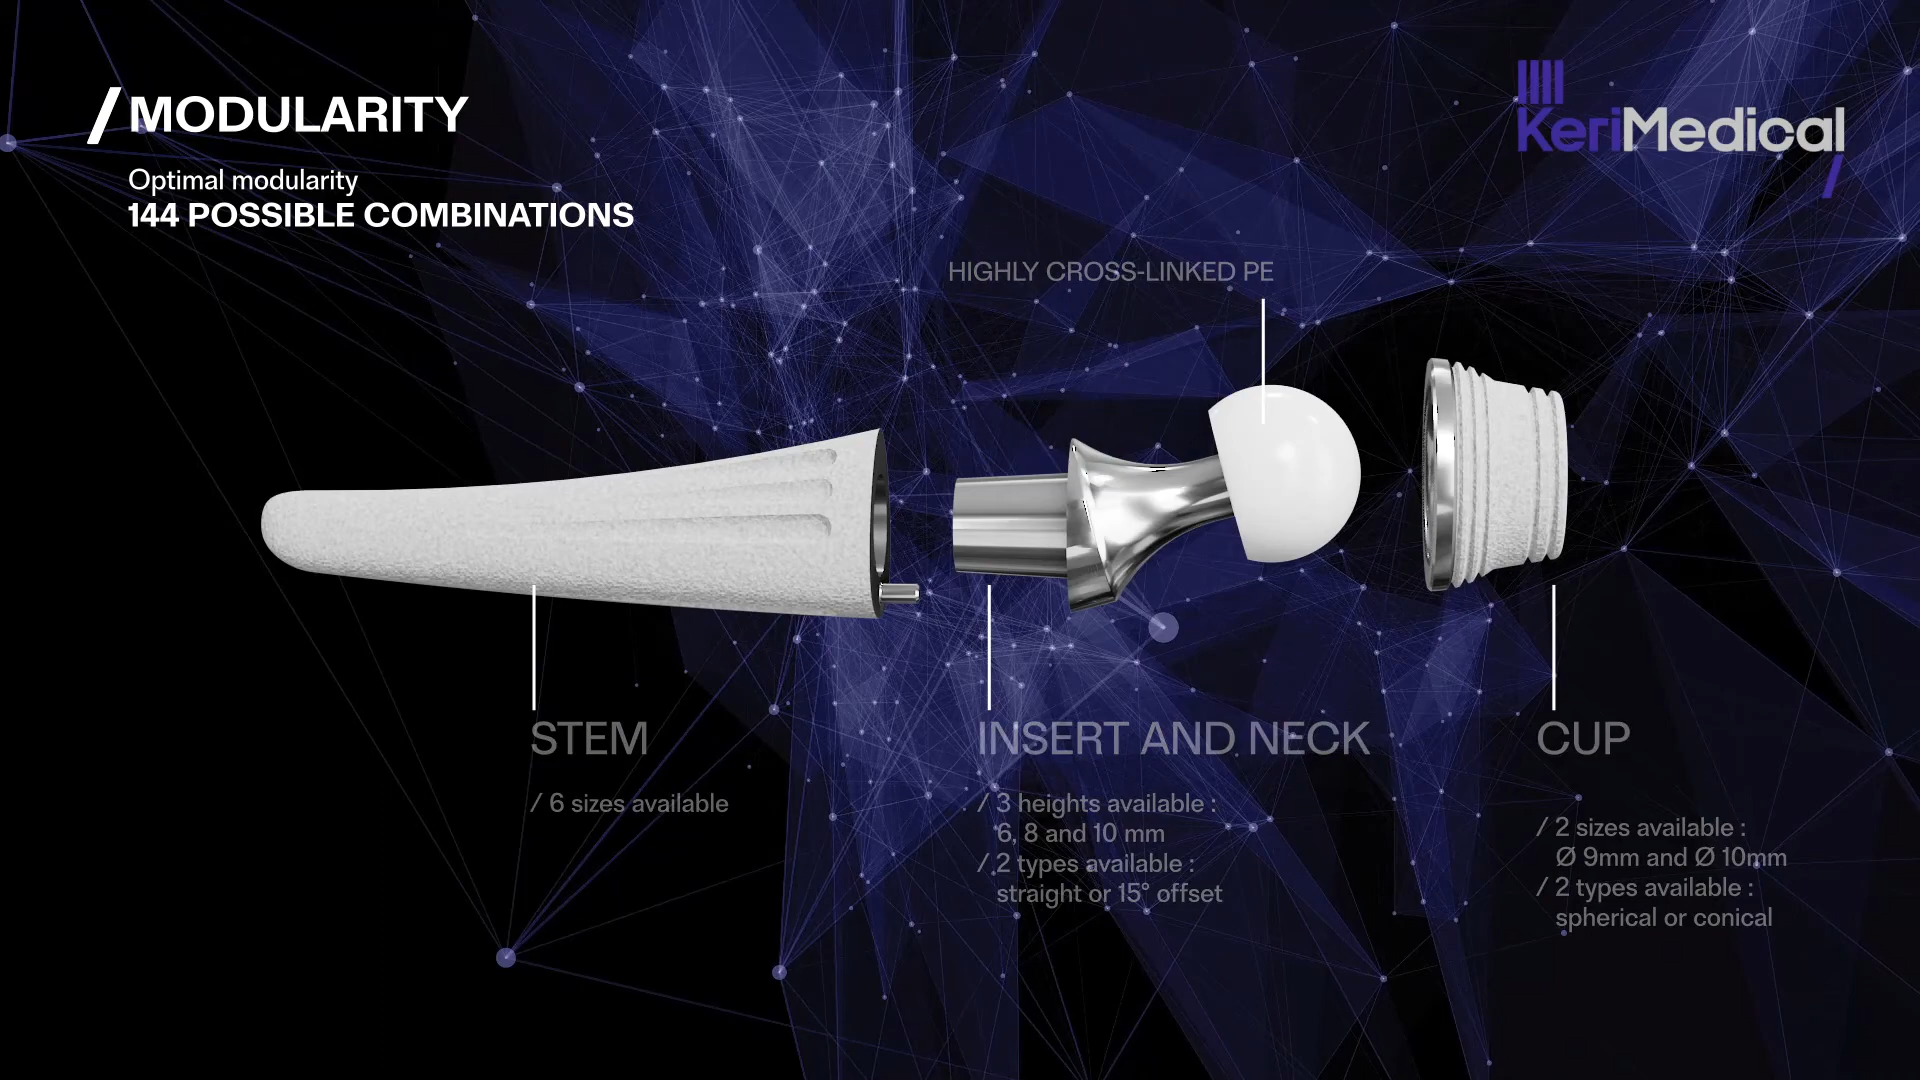 /MODULARITY
Optimal modularity
144 POSSIBLE COMBINATIONS
KeriMedical
HIGHLY CROSS-LINKED PE
STEM
/ 6 sizes available
INSERT AND NECK
/ 3 heights available :
6, 8 and 10 mm
/ 2 types available :
straight or 15° offset
CUP
/ 2 sizes available :
Ø 9mm and Ø 10mm
/ 2 types available :
spherical or conical